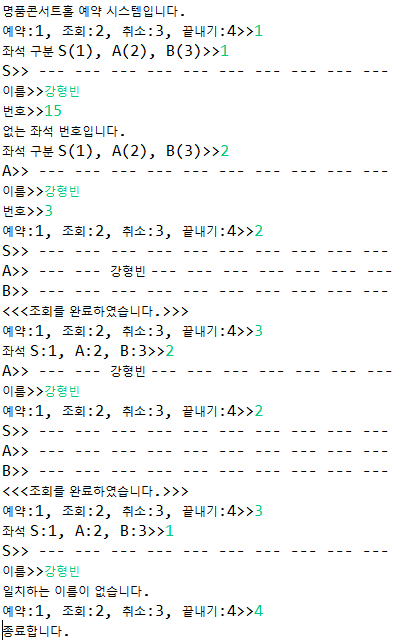 명품콘서트홀 예약 시스템입니다.
예약:1, 조회:2, 취소:3, 끝내기:4>>1
좌석 구분 S(1), A(2), B(3)>>1
S>> --- --- --- --- --- --- --- --- --- ---
이름>>강형빈
번호>>15
없는 좌석 번호입니다.
좌석 구분 S(1), A(2), B(3)>>2
A>> --- --- --- --- --- --- --- --- --- ---
이름>>강형빈
번호>>3
예약:1, 조회:2, 취소:3, 끝내기:4>>2
S>> --- --- --- --- --- --- --- --- --- ---
A>> --- --- 강형빈 --- --- --- --- --- --- ---
B>> --- --- --- --- --- --- --- --- --- ---
<<<조회를 완료하였습니다.>>>
예약:1, 조회:2, 취소:3, 끝내기:4>>3
좌석 S:1, A:2, B:3>>2
A>> --- --- 강형빈 --- --- --- --- --- --- ---
이름>>강형빈
예약:1, 조회:2, 취소:3, 끝내기:4>>2
S>> --- --- --- --- --- --- --- --- --- ---
A>> --- --- --- --- --- --- --- --- --- ---
B>> --- --- --- --- --- --- --- --- --- ---
<<<조회를 완료하였습니다.>>>
예약:1, 조회:2, 취소:3, 끝내기:4>>3
좌석 S:1, A:2, B:3>>1
S>> --- --- --- --- --- --- --- --- --- ---
이름>>강형빈
일치하는 이름이 없습니다.
예약:1, 조회:2, 취소:3, 끝내기:4>>4
종료합니다.